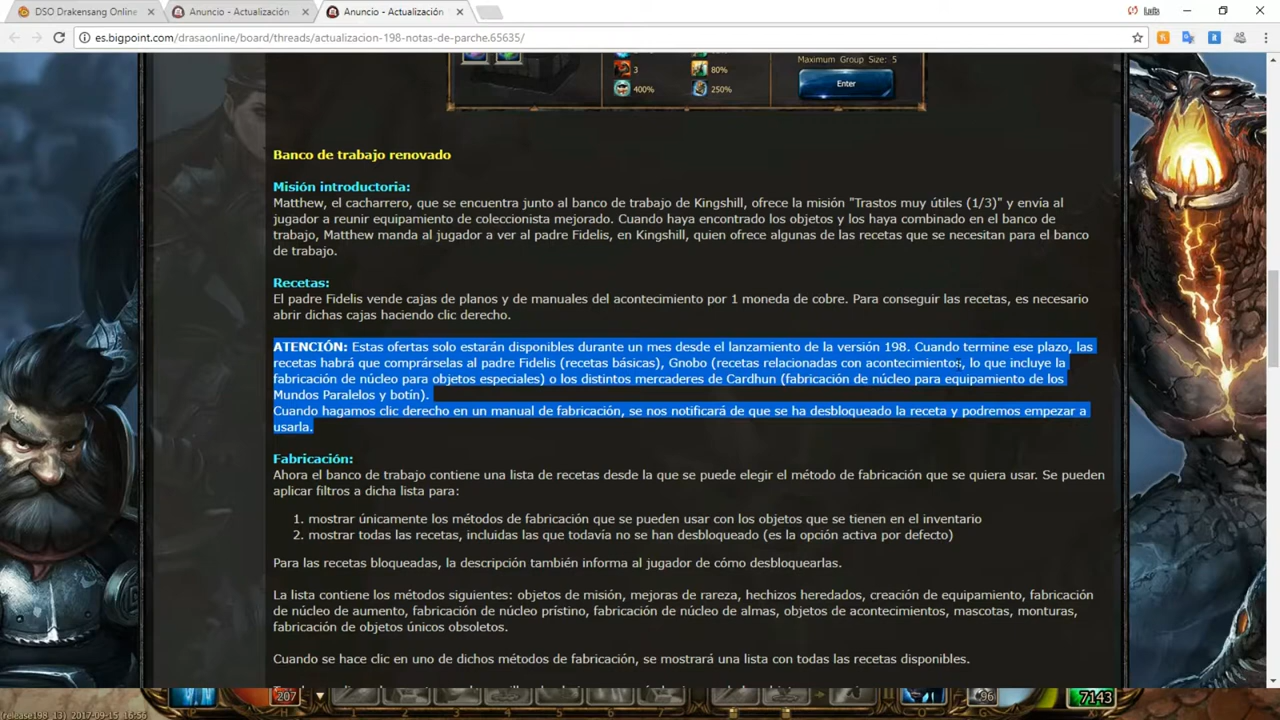 DSO Drakensang Online
Anuncio - Actualización
Anuncio - Actualización
es.bigpoint.com/drasaonline/board/threads/actualizacion-198-notas-de-parche.65635/
Maximum Group Size: 5
3
80%
Enter
400%
250%
Banco de trabajo renovado
Misión introductoria:
Matthew, el cacharrero, que se encuentra junto al banco de trabajo de Kingshill, ofrece la misión "Trastos muy útiles (1/3)" y envía al
jugador a reunir equipamiento de coleccionista mejorado. Cuando haya encontrado los objetos y los haya combinado en el banco de
trabajo, Matthew manda al jugador a ver al padre Fidelis, en Kingshill, quien ofrece algunas de las recetas que se necesitan para el banco
de trabajo.
Recetas:
El padre Fidelis vende cajas de planos y de manuales del acontecimiento por 1 moneda de cobre. Para conseguir las recetas, es necesario
abrir dichas cajas haciendo clic derecho.
ATENCIÓN: Estas ofertas solo estarán disponibles durante un mes desde el lanzamiento de la versión 198. Cuando termine ese plazo, las
recetas habrá que comprárselas al padre Fidelis (recetas básicas), Gnobo (recetas relacionadas con acontecimientos, lo que incluye la
fabricación de núcleo para objetos especiales) o los distintos mercaderes de Cardhun (fabricación de núcleo para equipamiento de los
Mundos Paralelos y botín).
Cuando hagamos clic derecho en un manual de fabricación, se nos notificará de que se ha desbloqueado la receta y podremos empezar a
usarla.
Fabricación:
Ahora el banco de trabajo contiene una lista de recetas desde la que se puede elegir el método de fabricación que se quiera usar. Se pueden
aplicar filtros a dicha lista para:
1. mostrar únicamente los métodos de fabricación que se pueden usar con los objetos que se tienen en el inventario
2. mostrar todas las recetas, incluidas las que todavía no se han desbloqueado (es la opción activa por defecto)
Para las recetas bloqueadas, la descripción también informa al jugador de cómo desbloquearlas.
La lista contiene los métodos siguientes: objetos de misión, mejoras de rareza, hechizos heredados, creación de equipamiento, fabricación
de núcleo de aumento, fabricación de núcleo prístino, fabricación de núcleo de almas, objetos de acontecimientos, mascotas, monturas,
fabricación de objetos únicos obsoletos.
Cuando se hace clic en uno de dichos métodos de fabricación, se mostrará una lista con todas las recetas disponibles.
207
96
7143
(release198_13) 2017-09-15 16:56